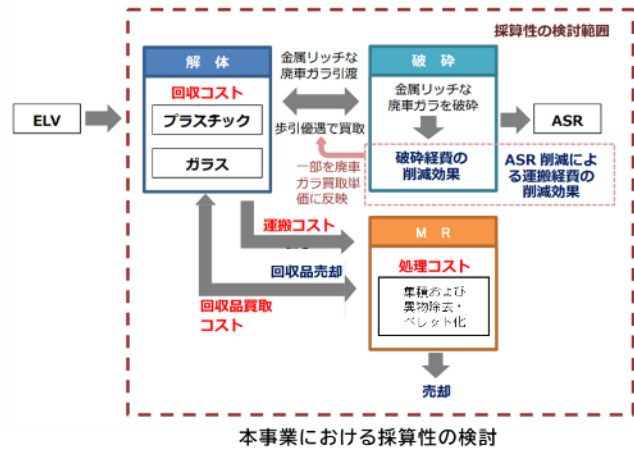 採算性の検討範囲
解 体
回収コスト
プラスチック
ガラス
金属リッチな
廃車ガラ引渡
歩引優遇で買取
一部を廃車
ガラ買取単
価に反映
破 砕
金属リッチな
廃車ガラを破砕
破砕経費の
削減効果
ELV
ASR
ASR 削減によ
る運搬経費の
削減効果
運搬コスト
回収品売却
回収品買取
コスト
M R
処理コスト
集積および
異物除去・
ペレット化
売却
本事業における採算性の検討